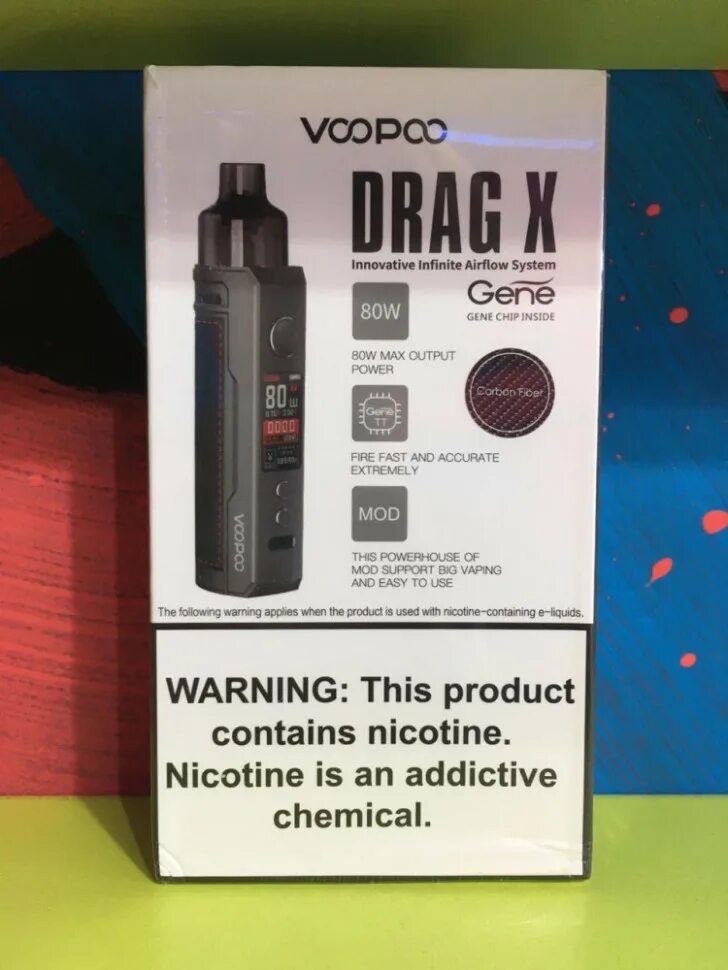 VOOPOO
DRAG X
Innovative Infinite Airflow System
Gene
GENE CHIP INSIDE
80W
80W MAX OUTPUT
POWER
Carbon Fiber
Gene
TT
FIRE FAST AND ACCURATE
EXTREMELY
MOD
THIS POWERHOUSE OF
MOD SUPPORT BIG VAPING
AND EASY TO USE
80 W
0000
VOOPOO
The following warning applies when the product is used with nicotine-containing e-liquids.
WARNING: This product
contains nicotine.
Nicotine is an addictive
chemical.